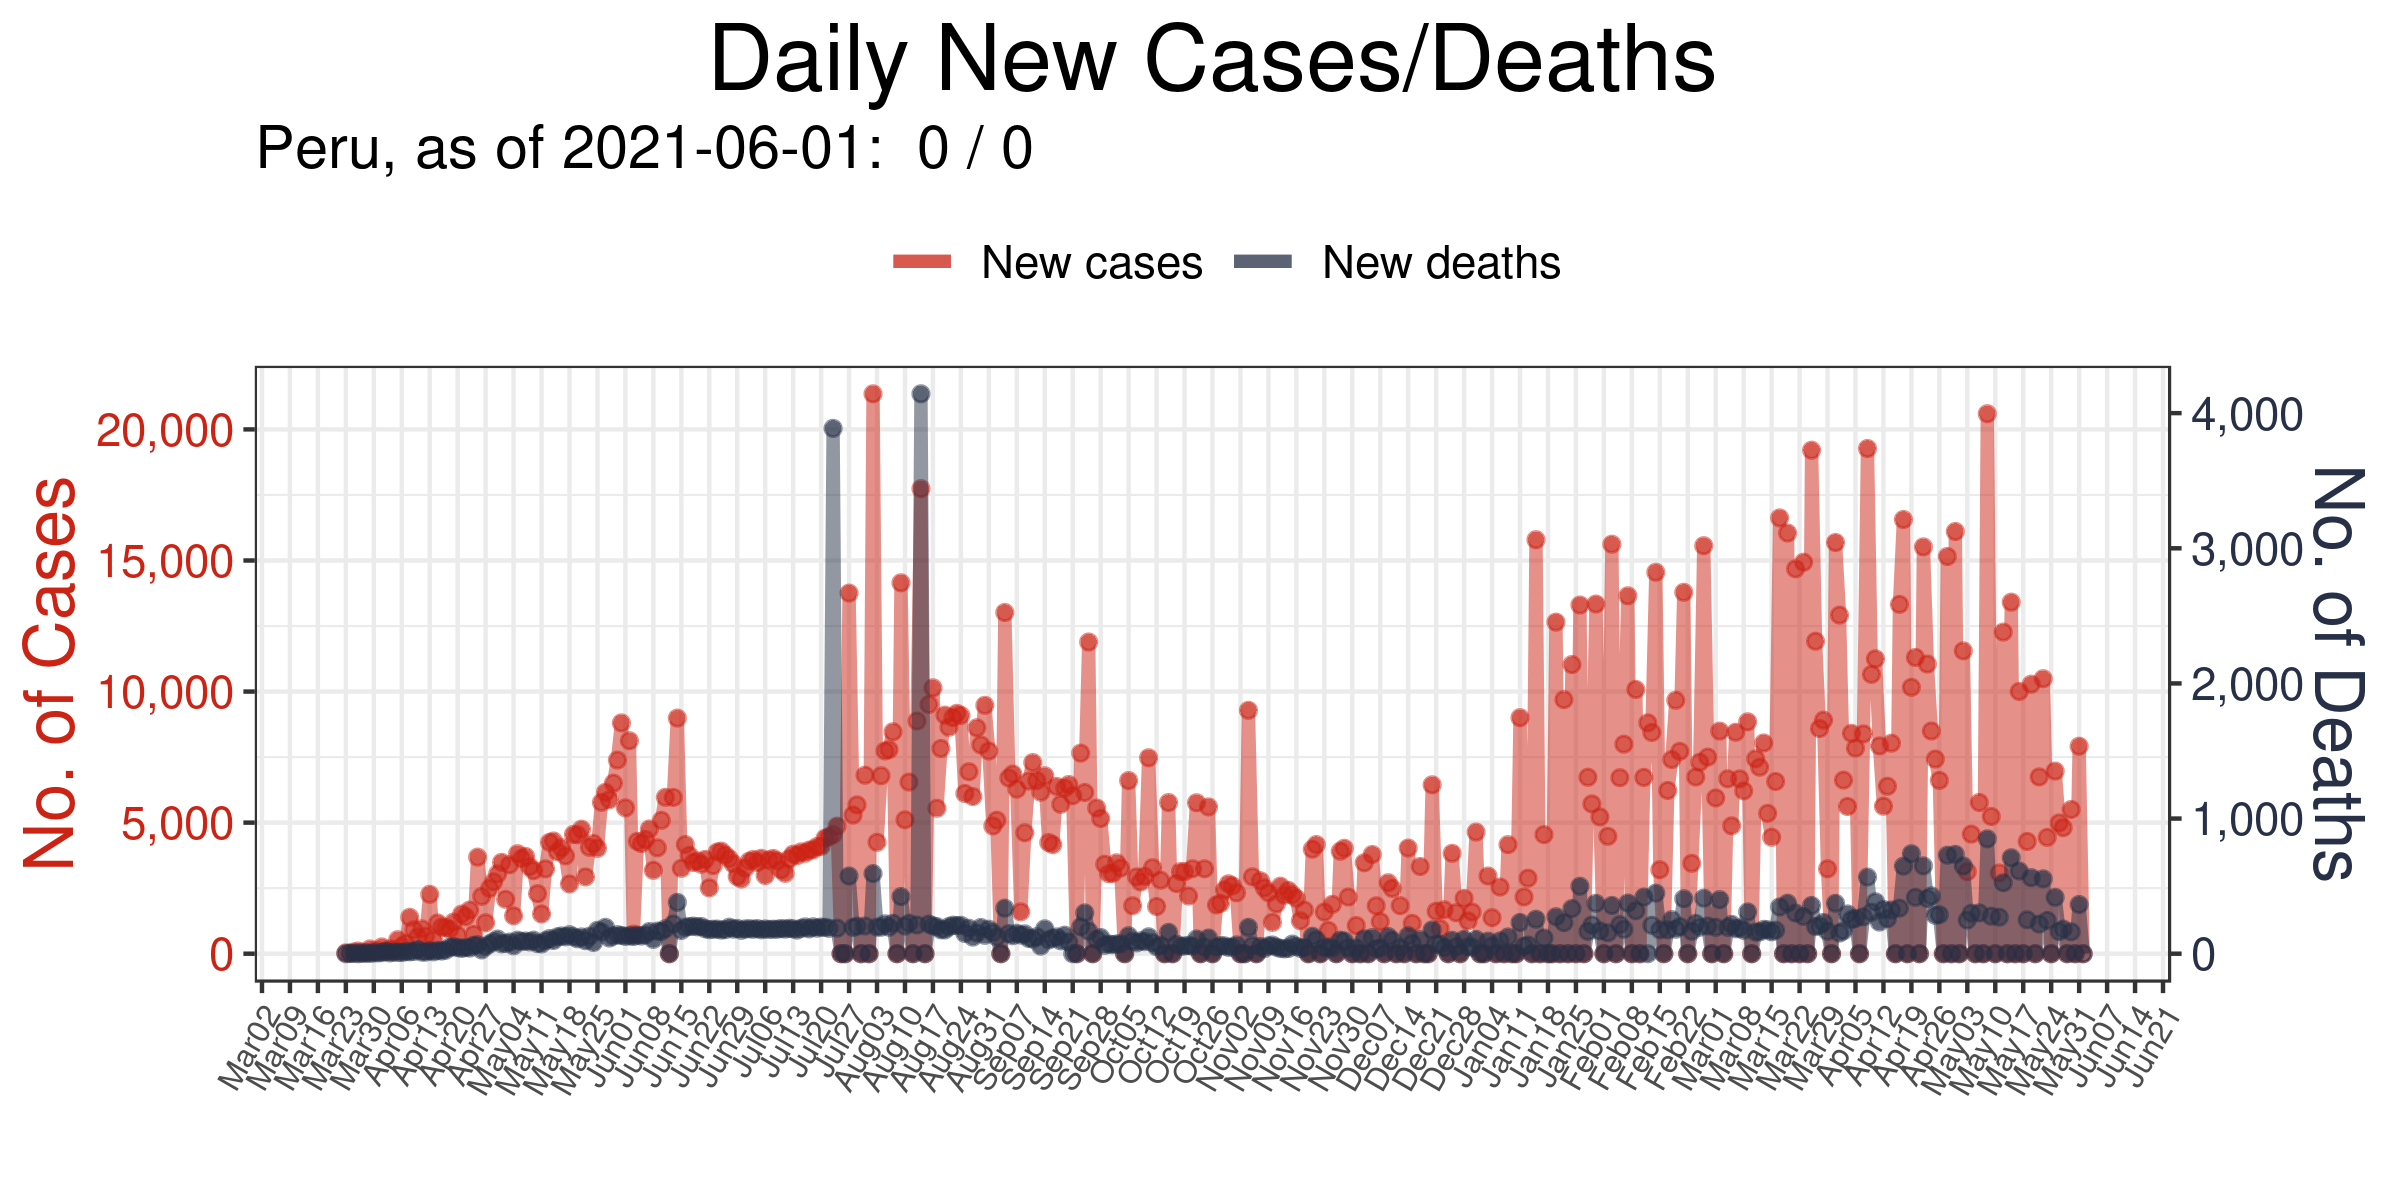 Daily New Cases/Deaths
Peru, as of 2021-06-01:  0 / 0
New cases
New deaths
No. of Cases
20,000
15,000
10,000
5,000
0
4,000
3,000
2,000
1,000
0
No. of Deaths
Mar02
Mar09
Mar16
Mar23
Mar30
Apr06
Apr13
Apr20
Apr27
May04
May11
May18
May25
Jun01
Jun08
Jun15
Jun22
Jun29
Jul06
Jul13
Jul20
Jul27
Aug03
Aug10
Aug17
Aug24
Aug31
Sep07
Sep14
Sep21
Sep28
Oct05
Oct12
Oct19
Oct26
Nov02
Nov09
Nov16
Nov23
Nov30
Dec07
Dec14
Dec21
Dec28
Jan04
Jan11
Jan18
Jan25
Feb01
Feb08
Feb15
Feb22
Mar01
Mar08
Mar15
Mar22
Mar29
Apr05
Apr12
Apr19
Apr26
May03
May10
May17
May24
May31
Jun07
Jun14
Jun21